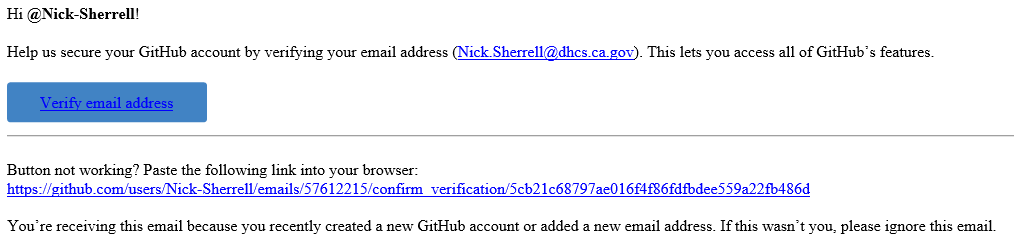 Hi @Nick-Sherrell!
Help us secure your GitHub account by verifying your email address (Nick.Sherrell@dhcs.ca.gov). This lets you access all of GitHub’s features.
Verify email address
Button not working? Paste the following link into your browser:
https://github.com/users/Nick-Sherrell/emails/57612215/confirm_verification/5cb21c68797ae016f4f86fdfbdee559a22fb486d
You’re receiving this email because you recently created a new GitHub account or added a new email address. If this wasn’t you, please ignore this email.